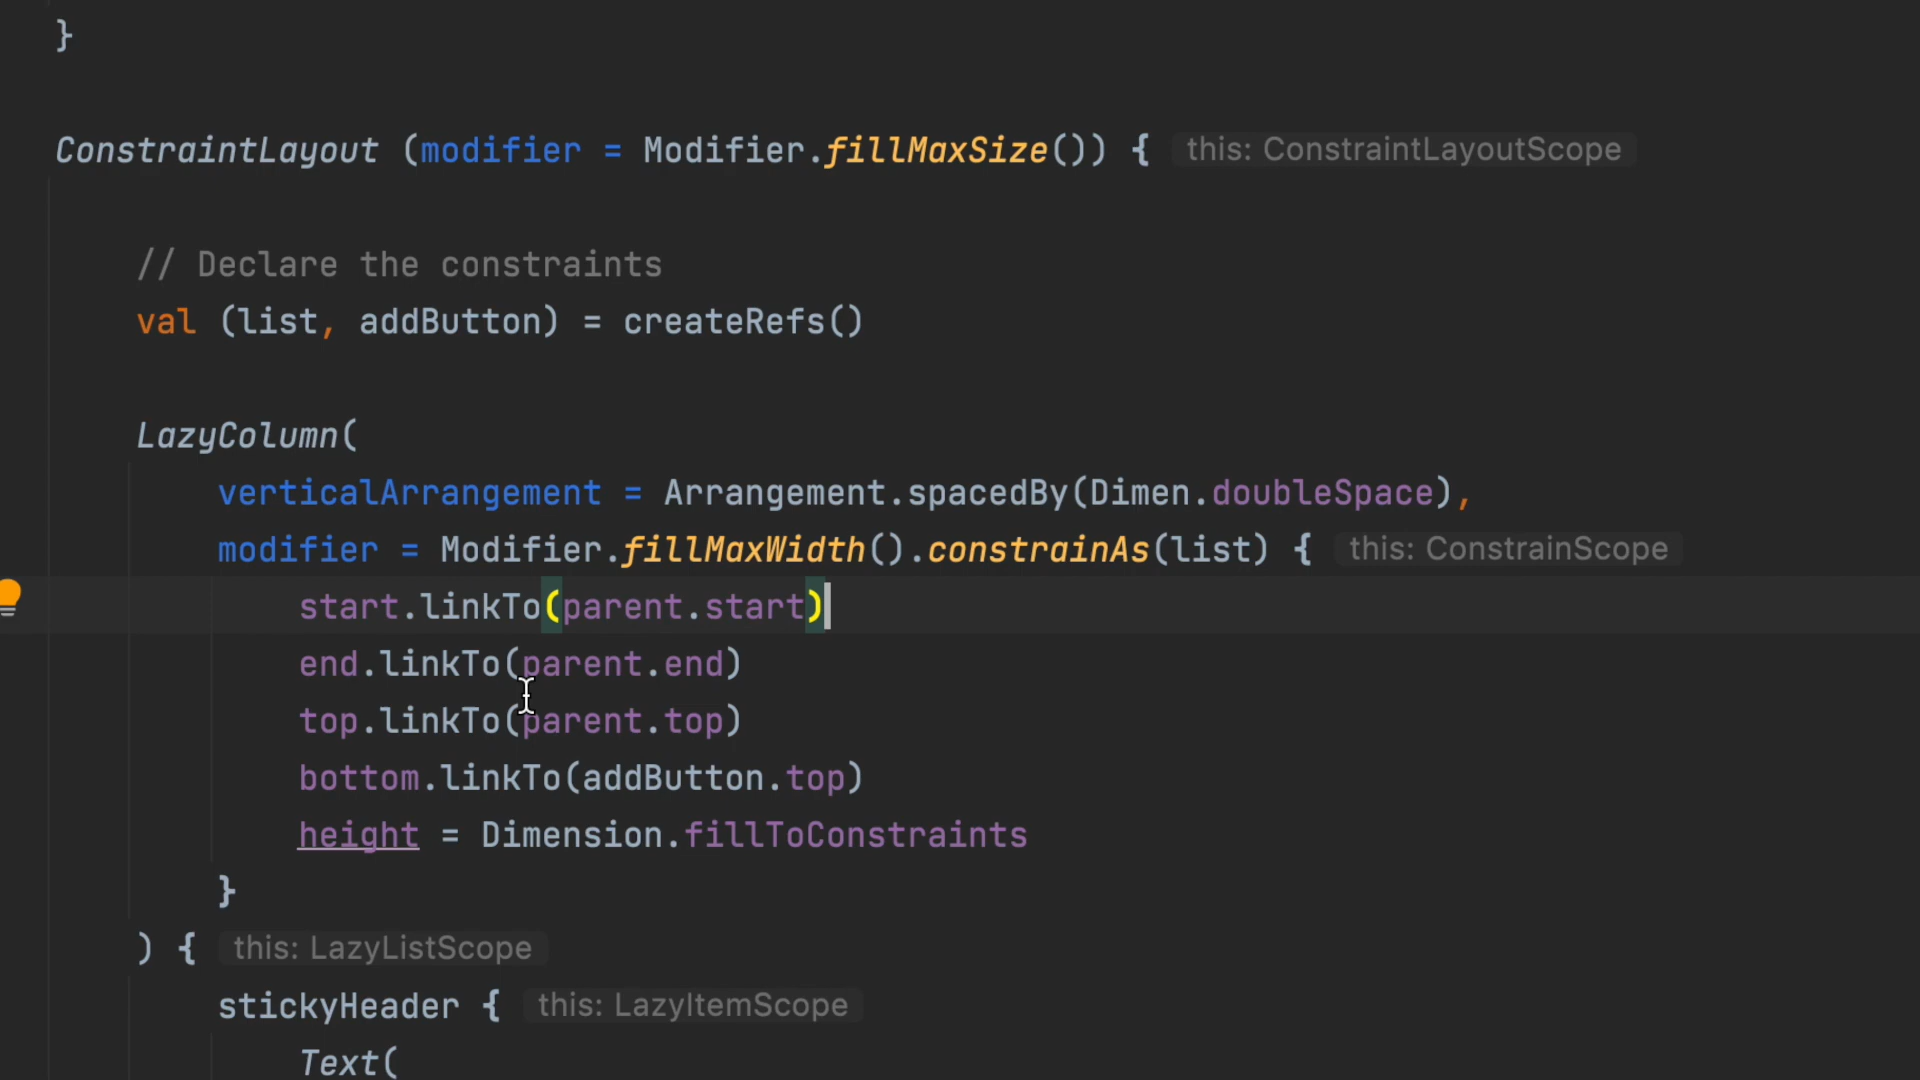 }
ConstraintLayout (modifier = Modifier.fillMaxSize()) { this: ConstraintLayoutScope
// Declare the constraints
val (list, addButton) = createRefs()
LazyColumn(
verticalArrangement = Arrangement.spacedBy(Dimen.doubleSpace),
modifier = Modifier.fillMaxWidth().constrainAs(list) { this: ConstrainScope
start.linkTo(parent.start)
end.linkTo(parent.end)
top.linkTo(parent.top)
bottom.linkTo(addButton.top)
height = Dimension.fillToConstraints
}
) { this: LazyListScope
stickyHeader { this: LazyItemScope
Text(